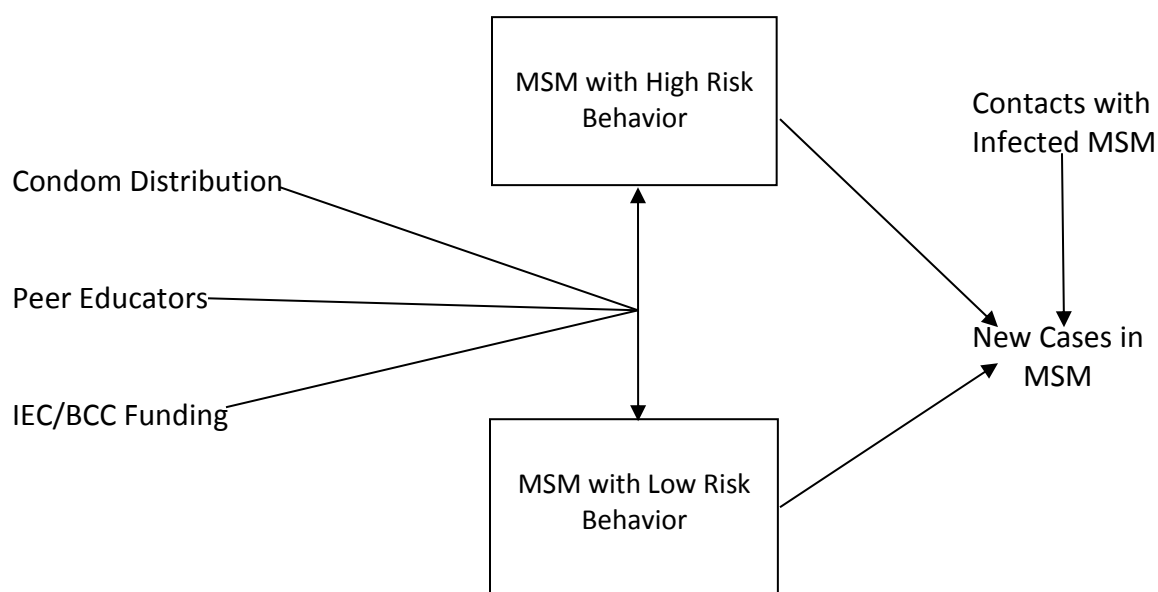 MSM with High Risk
Behavior
Contacts with
Infected MSM
Condom Distribution
Peer Educators
New Cases in
MSM
IEC/BCC Funding
MSM with Low Risk
Behavior